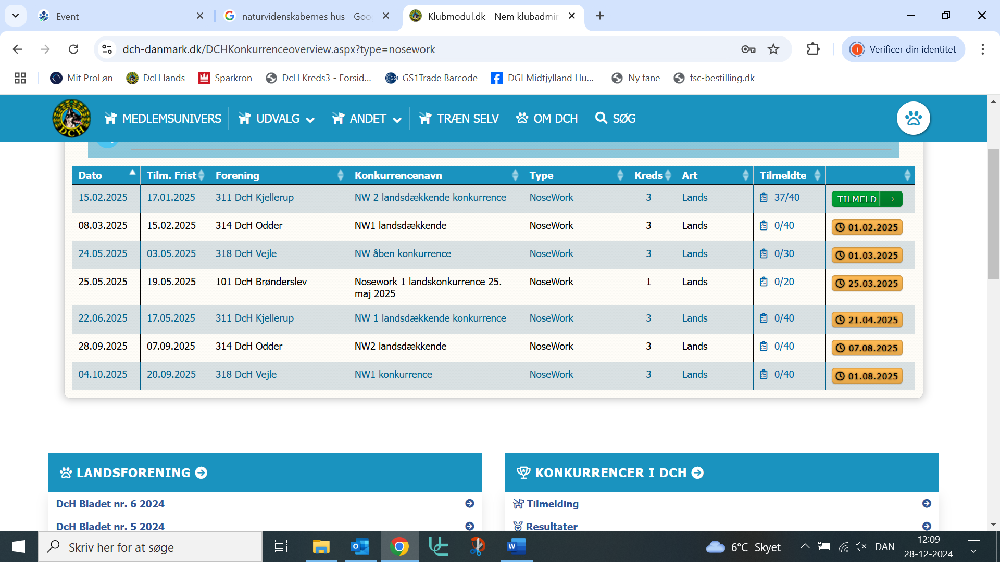 Event
naturvidenskabernes hus - Goo
Klubmodul.dk - Nem klubadmir
dch-danmark.dk/DCHKonkurrenceoverview.aspx?type=nosework
Verificer din identitet
Mit ProLøn
DcH lands
Sparkron
DcH Kreds3 - Forsid...
GS1Trade Barcode
DGI Midtjylland Hu...
Ny fane
fsc-bestilling.dk
DCH
MEDLEMSUNIVERS
UDVALG
ANDET
TRÆN SELV
OM DCH
SØG
Dato Tilm. Frist Forening Konkurrencenavn Type Kreds Art Tilmeldte
15.02.2025 17.01.2025 311 DcH Kjellerup NW 2 landsdækkende konkurrence NoseWork 3 Lands 37/40 TILMELD
08.03.2025 15.02.2025 314 DcH Odder NW1 landsdækkende NoseWork 3 Lands 0/40 01.02.2025
24.05.2025 03.05.2025 318 DcH Vejle NW åben konkurrence NoseWork 3 Lands 0/30 01.03.2025
25.05.2025 19.05.2025 101 DcH Brønderslev Nosework 1 landskonkurrence 25. NoseWork 1 Lands 0/20 25.03.2025
maj 2025
22.06.2025 17.05.2025 311 DcH Kjellerup NW 1 landsdækkende konkurrence NoseWork 3 Lands 0/40 21.04.2025
28.09.2025 07.09.2025 314 DcH Odder NW2 landsdækkende NoseWork 3 Lands 0/40 07.08.2025
04.10.2025 20.09.2025 318 DcH Vejle NW1 konkurrence NoseWork 3 Lands 0/40 01.08.2025
LANDSFORENING
DcH Bladet nr. 6 2024
DcH Bladet nr. 5 2024
KONKURRENCER I DCH
Tilmelding
Resultater
Skriv her for at søge
6°C Skyet
DAN
12:09
28-12-2024